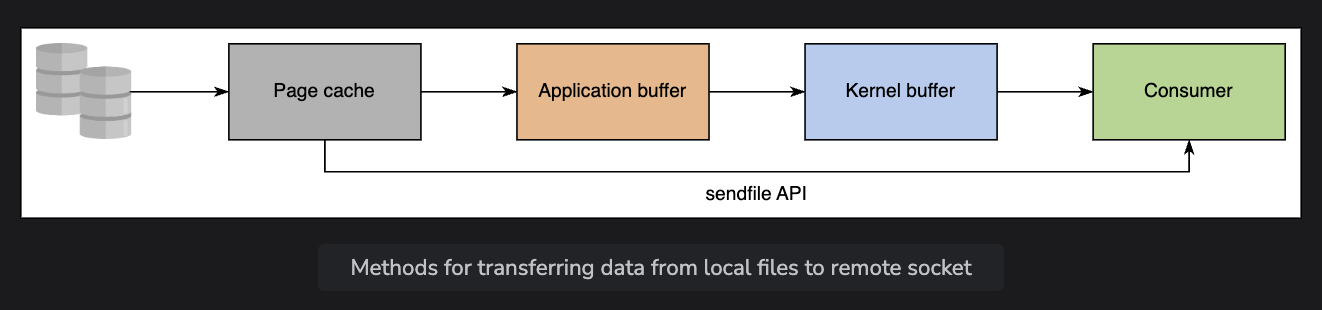 Page cache
Application buffer
Kernel buffer
Consumer
sendfile API
Methods for transferring data from local files to remote socket